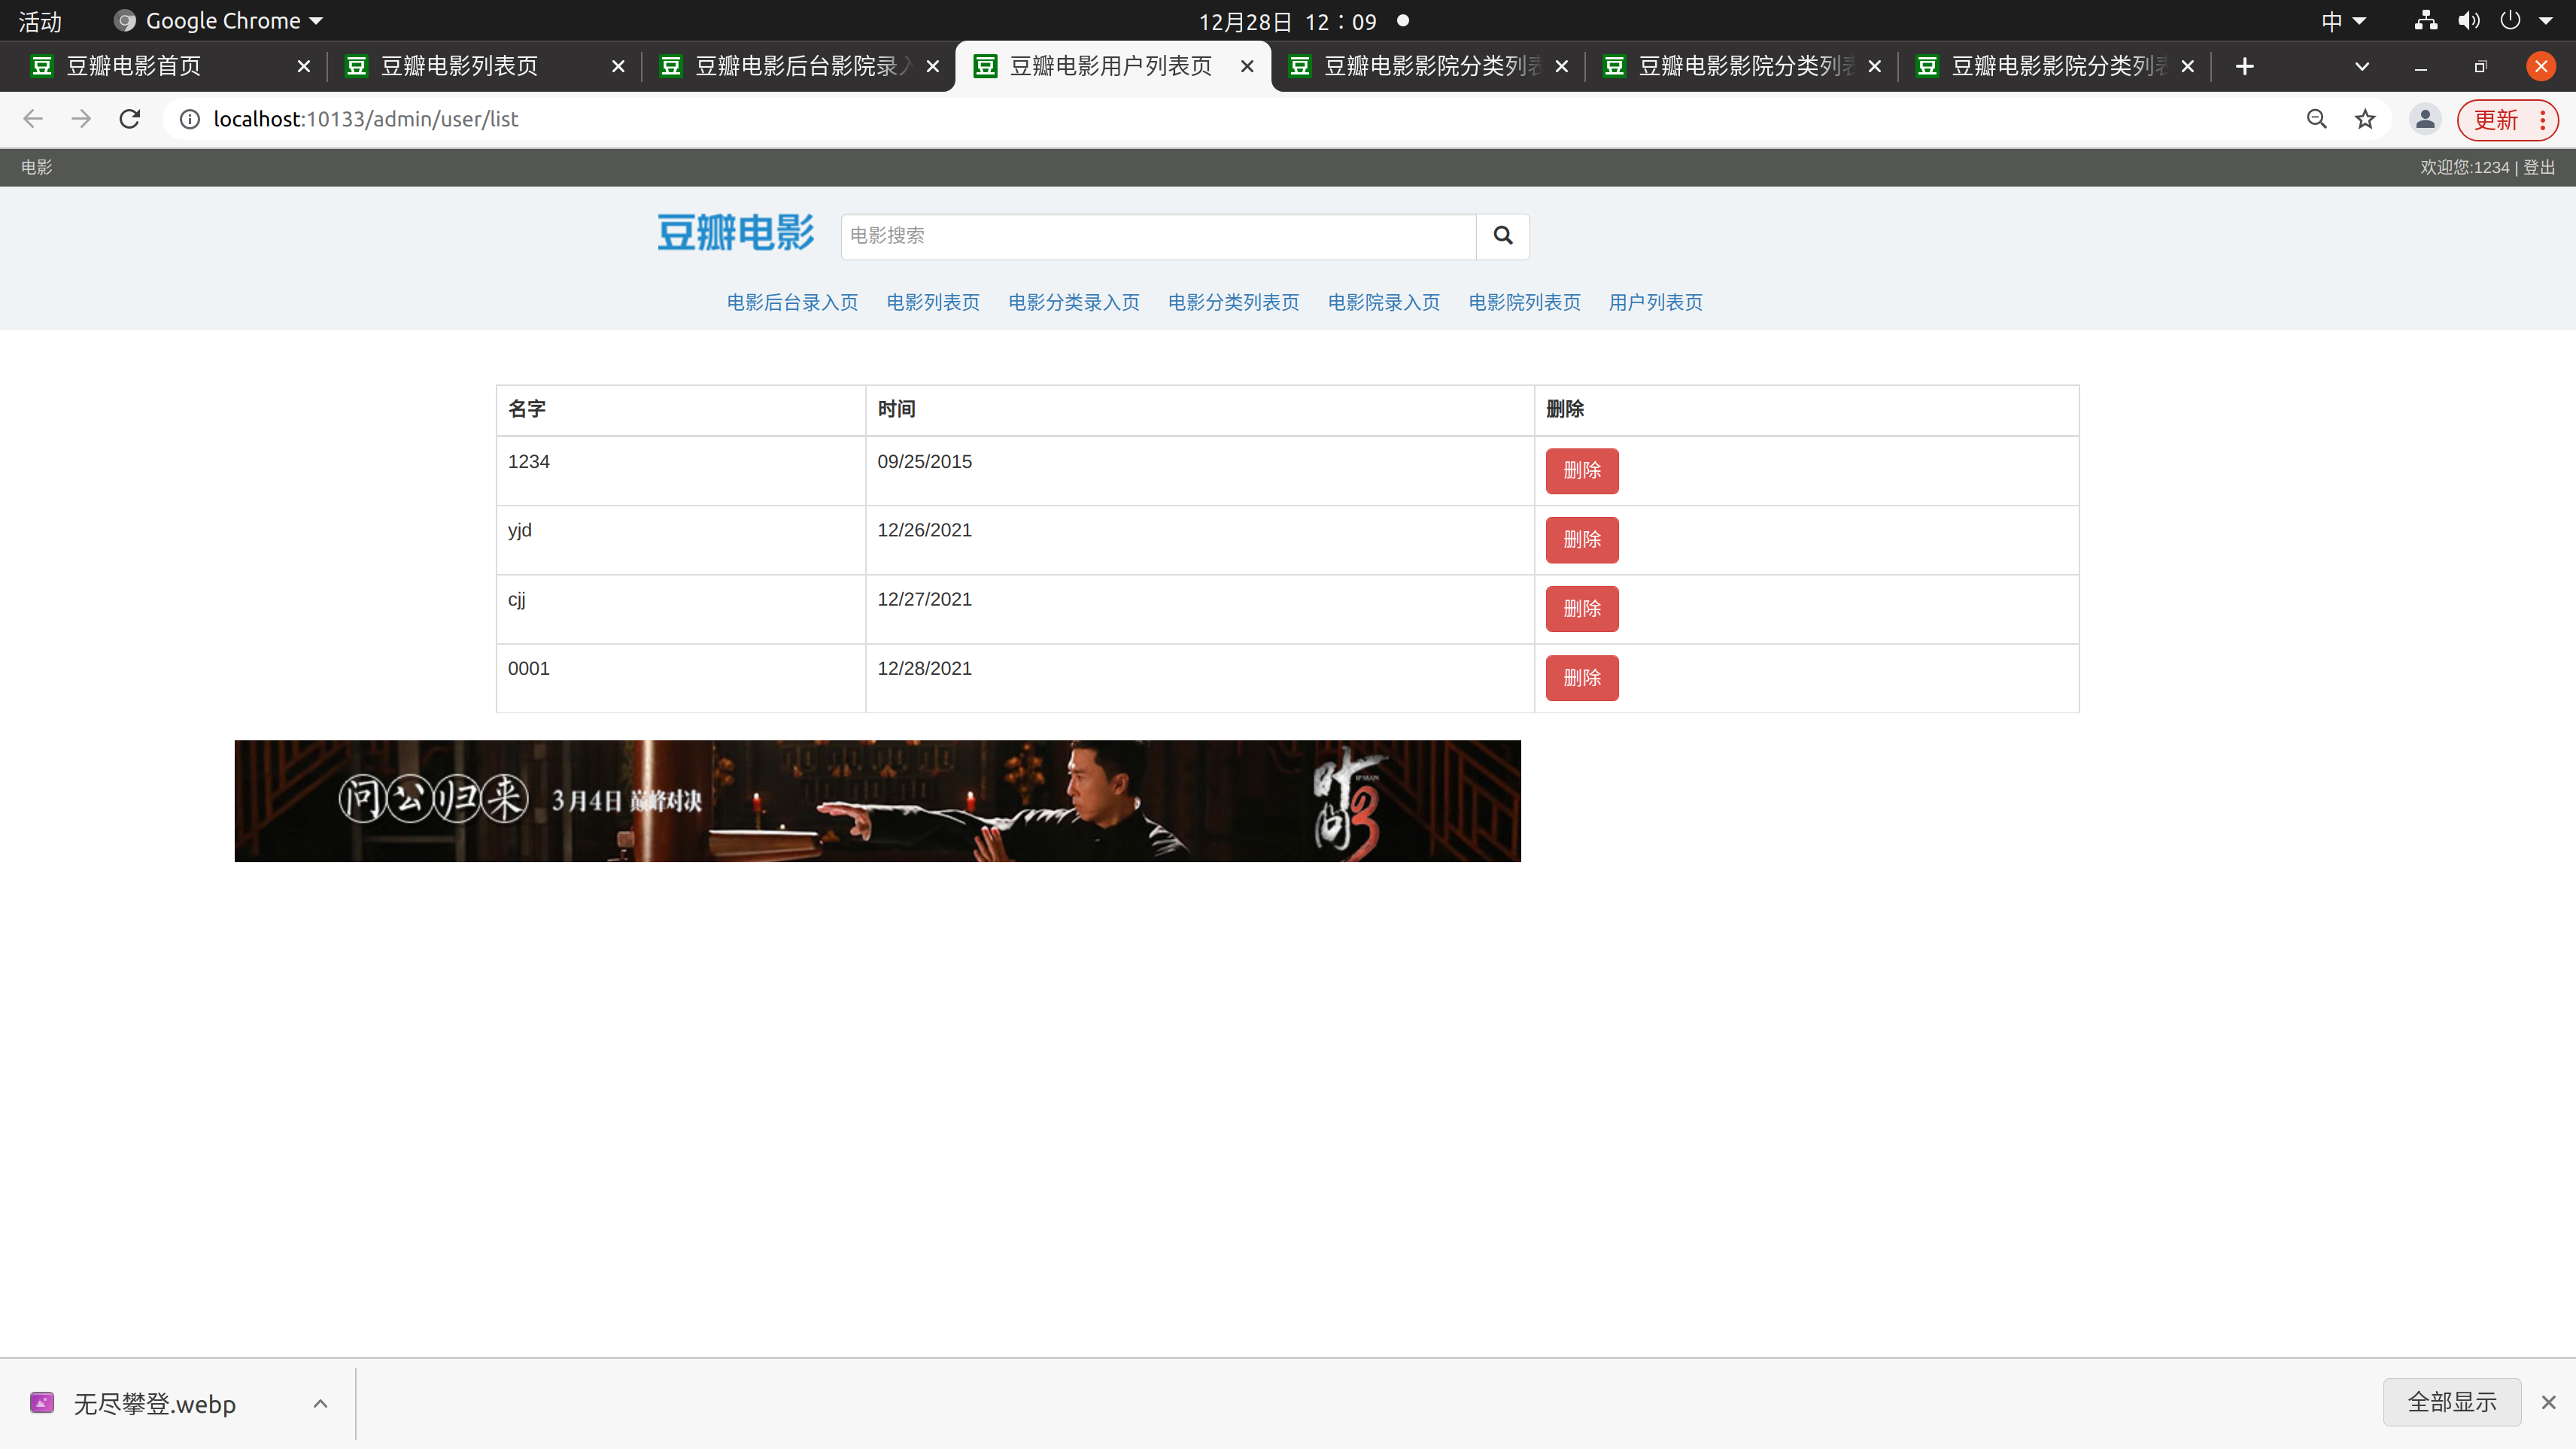 活动 Google Chrome 12月28日 12：09 中
豆瓣电影首页 豆瓣电影列表页 豆瓣电影后台影院录入 豆瓣电影用户列表页 豆瓣电影影院分类列表 豆瓣电影影院分类列表 豆瓣电影影院分类列表
localhost:10133/admin/user/list 更新
电影 欢迎您:1234 | 登出
豆瓣电影 电影搜索
电影后台录入页 电影列表页 电影分类录入页 电影分类列表页 电影院录入页 电影院列表页 用户列表页
名字 时间 删除
1234 09/25/2015 删除
yjd 12/26/2021 删除
cjj 12/27/2021 删除
0001 12/28/2021 删除
问公归来 3月4日 巅峰对决 叶问3 IP MAN
无尽攀登.webp 全部显示